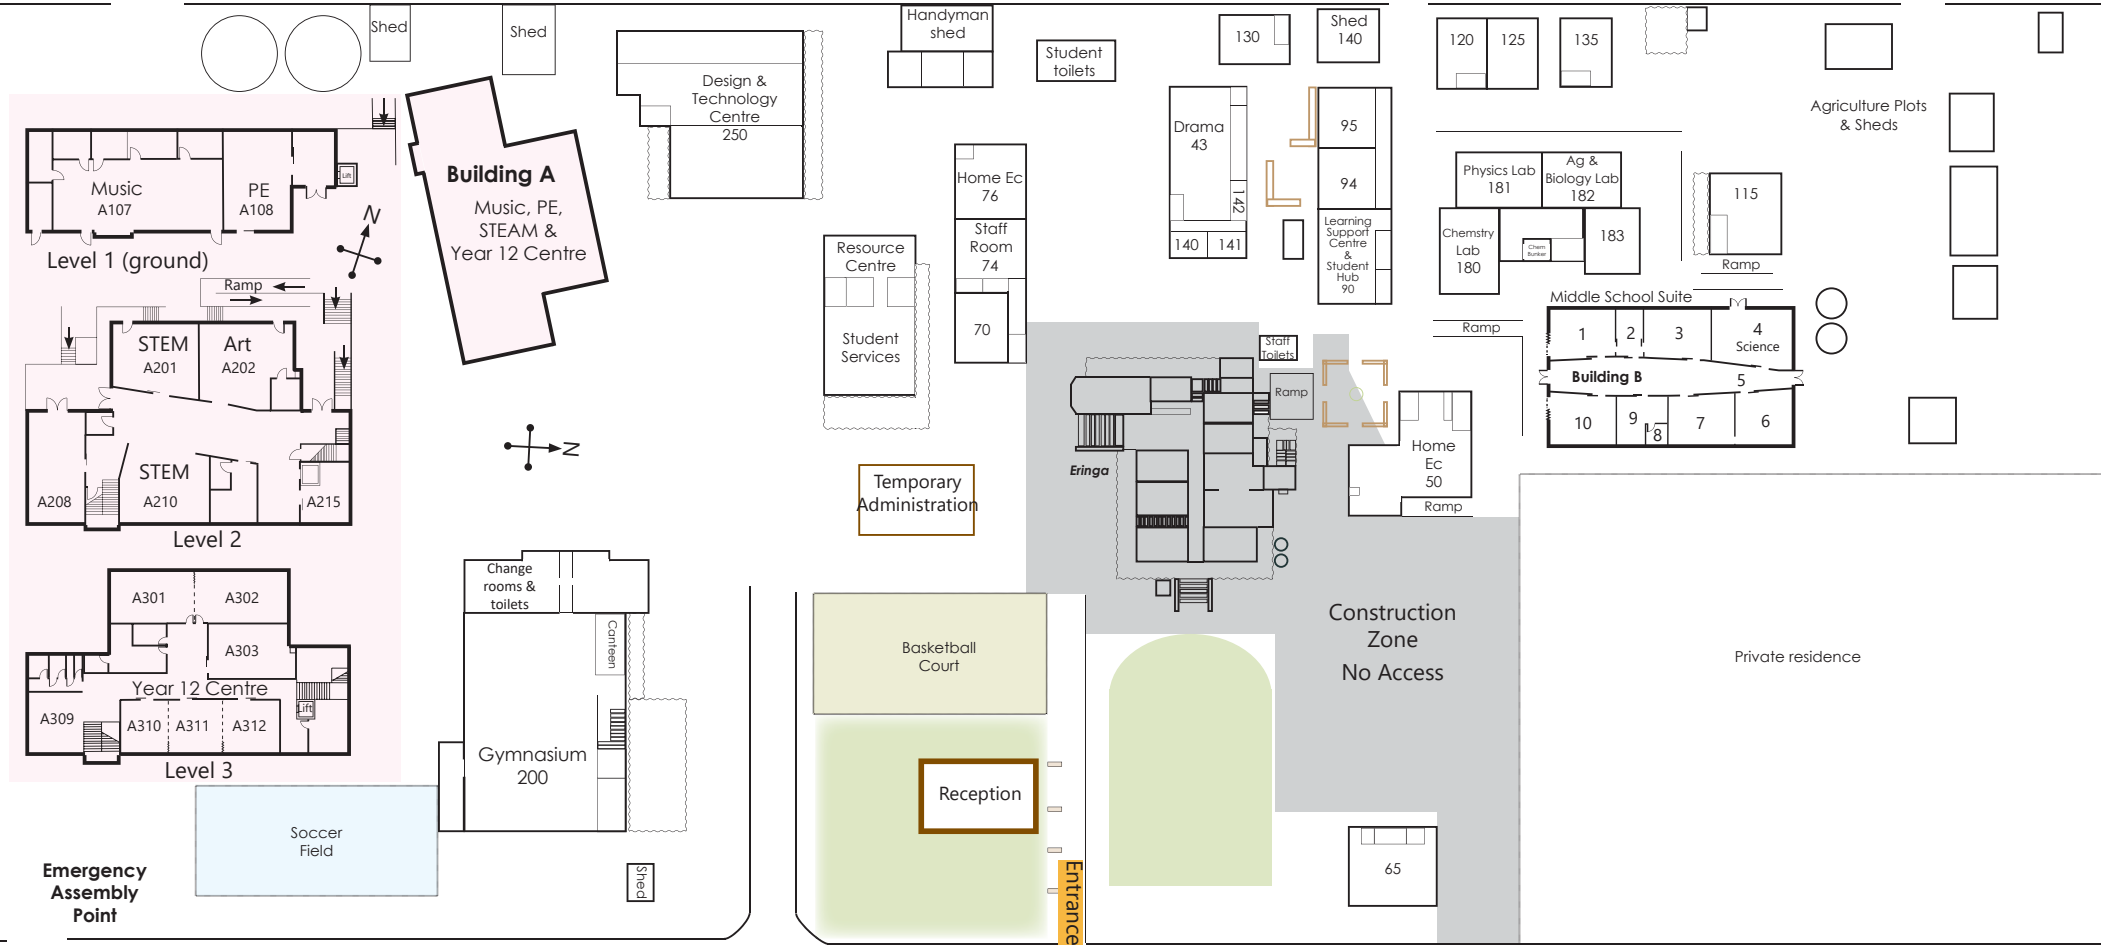 Shed
Shed
Handyman
shed
Student
toilets
130
Shed
140
120
125
135
Agriculture Plots
& Sheds
Design &
Technology
Centre
250
Building A
Music, PE,
STEAM &
Year 12 Centre
Music
A107
PE
A108
Lift
Level 1 (ground)
N
Ramp
STEM
A201
Art
A202
STEM
A210
A208
A215
Level 2
A301
A302
A303
Year 12 Centre
A309
A310
A311
A312
Lift
Level 3
N
Home Ec
76
Staff
Room
74
70
Resource
Centre
Student
Services
Drama
43
142
140
141
95
94
Learning
Support
Centre
&
Student
Hub
90
Physics Lab
181
Ag &
Biology Lab
182
Chemstry
Lab
180
Chem
Bunker
183
115
Ramp
Middle School Suite
Ramp
1
2
3
4
Science
Building B
5
10
9
8
7
6
Staff
Toilets
Ramp
Eringa
Home
Ec
50
Ramp
Temporary
Administration
Change
rooms &
toilets
Canteen
Gymnasium
200
Basketball
Court
Reception
Entrance
Construction
Zone
No Access
Private residence
65
Shed
Soccer
Field
Emergency
Assembly
Point